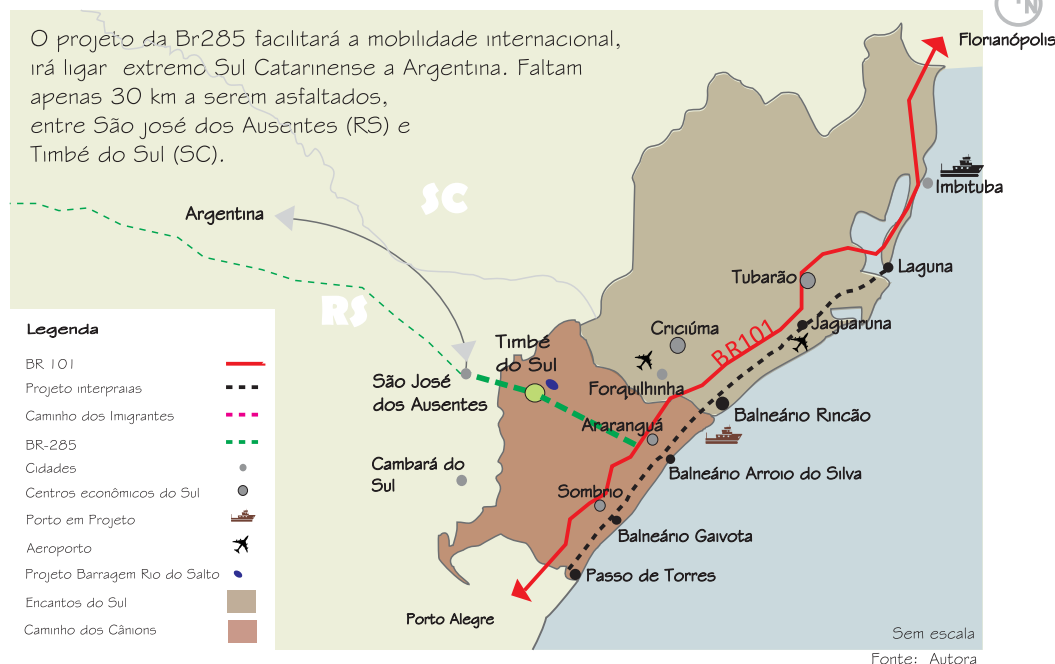 N
O projeto da Br285 facilitará a mobilidade internacional,
irá ligar extremo Sul Catarinense a Argentina. Faltam
apenas 30 km a serem asfaltados,
entre São josé dos Ausentes (RS) e
Timbé do Sul (SC).
Florianópolis
SC
Imbituba
Argentina
Laguna
Tubarão
RS
Jaguaruna
Criciúma
BR101
Timbé
do Sul
São José
dos Ausentes
Forquilhinha
Balneário Rincão
Araranguá
Cambará do
Sul
Balneário Arroio do Silva
Sombrio
Balneário Gaivota
Passo de Torres
Porto Alegre
Legenda
BR 101
Projeto interpraias
Caminho dos Imigrantes
BR-285
Cidades
Centros econômicos do Sul
Porto em Projeto
Aeroporto
Projeto Barragem Rio do Salto
Encantos do Sul
Caminho dos Cânions
Sem escala
Fonte: Autora